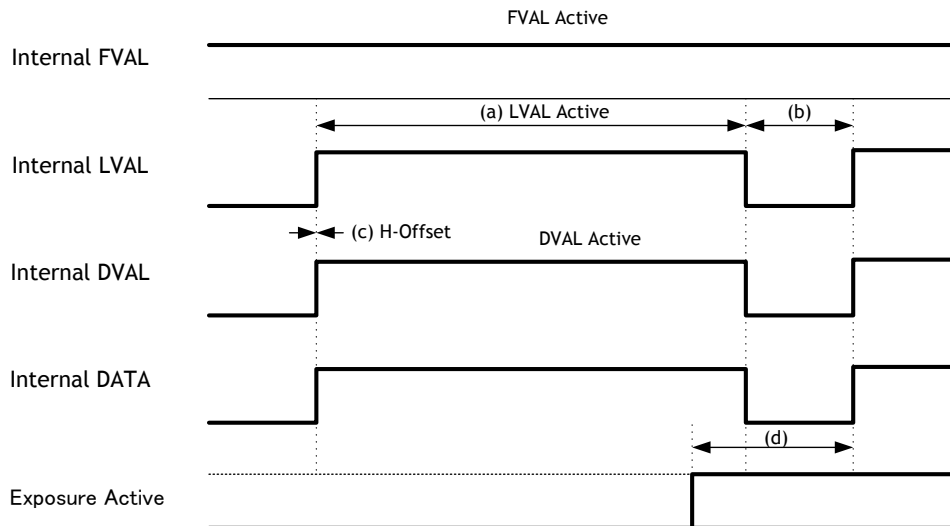 FVAL Active
Internal FVAL
(a) LVAL Active
(b)
Internal LVAL
(c) H-Offset
DVAL Active
Internal DVAL
Internal DATA
(d)
Exposure Active